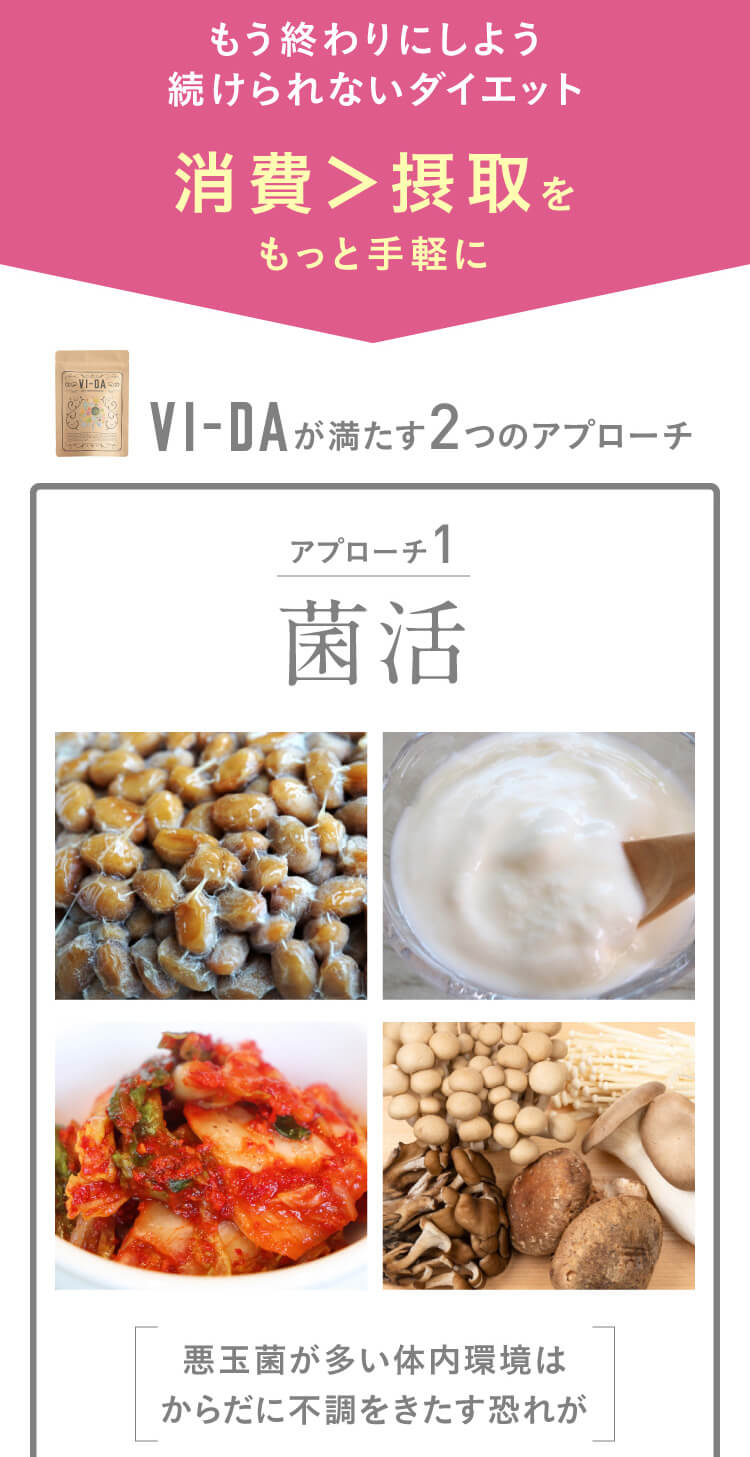 もう終わりにしよう
続けられないダイエット
消費＞摂取を
もっと手軽に
VI-DA
VI-DAが満たす2つのアプローチ
アプローチ1
菌活
悪玉菌が多い体内環境は
からだに不調をきたす恐れが